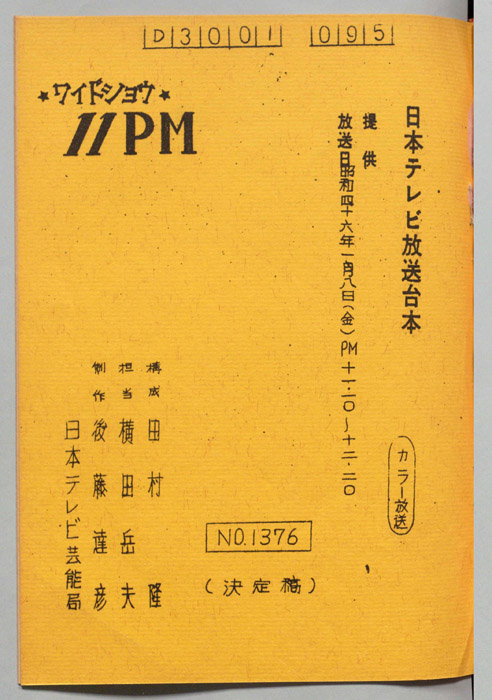 D3001 095
★ワイドショウ★
11PM
日本テレビ放送台本
提供
放送日昭和四十六年一月八日(金)PM十一・二〇～十二・二〇
カラー放送
構成 田村 隆
担当 横田岳夫
制作 後藤達彦
日本テレビ芸能局
NO.1376
(決定稿)